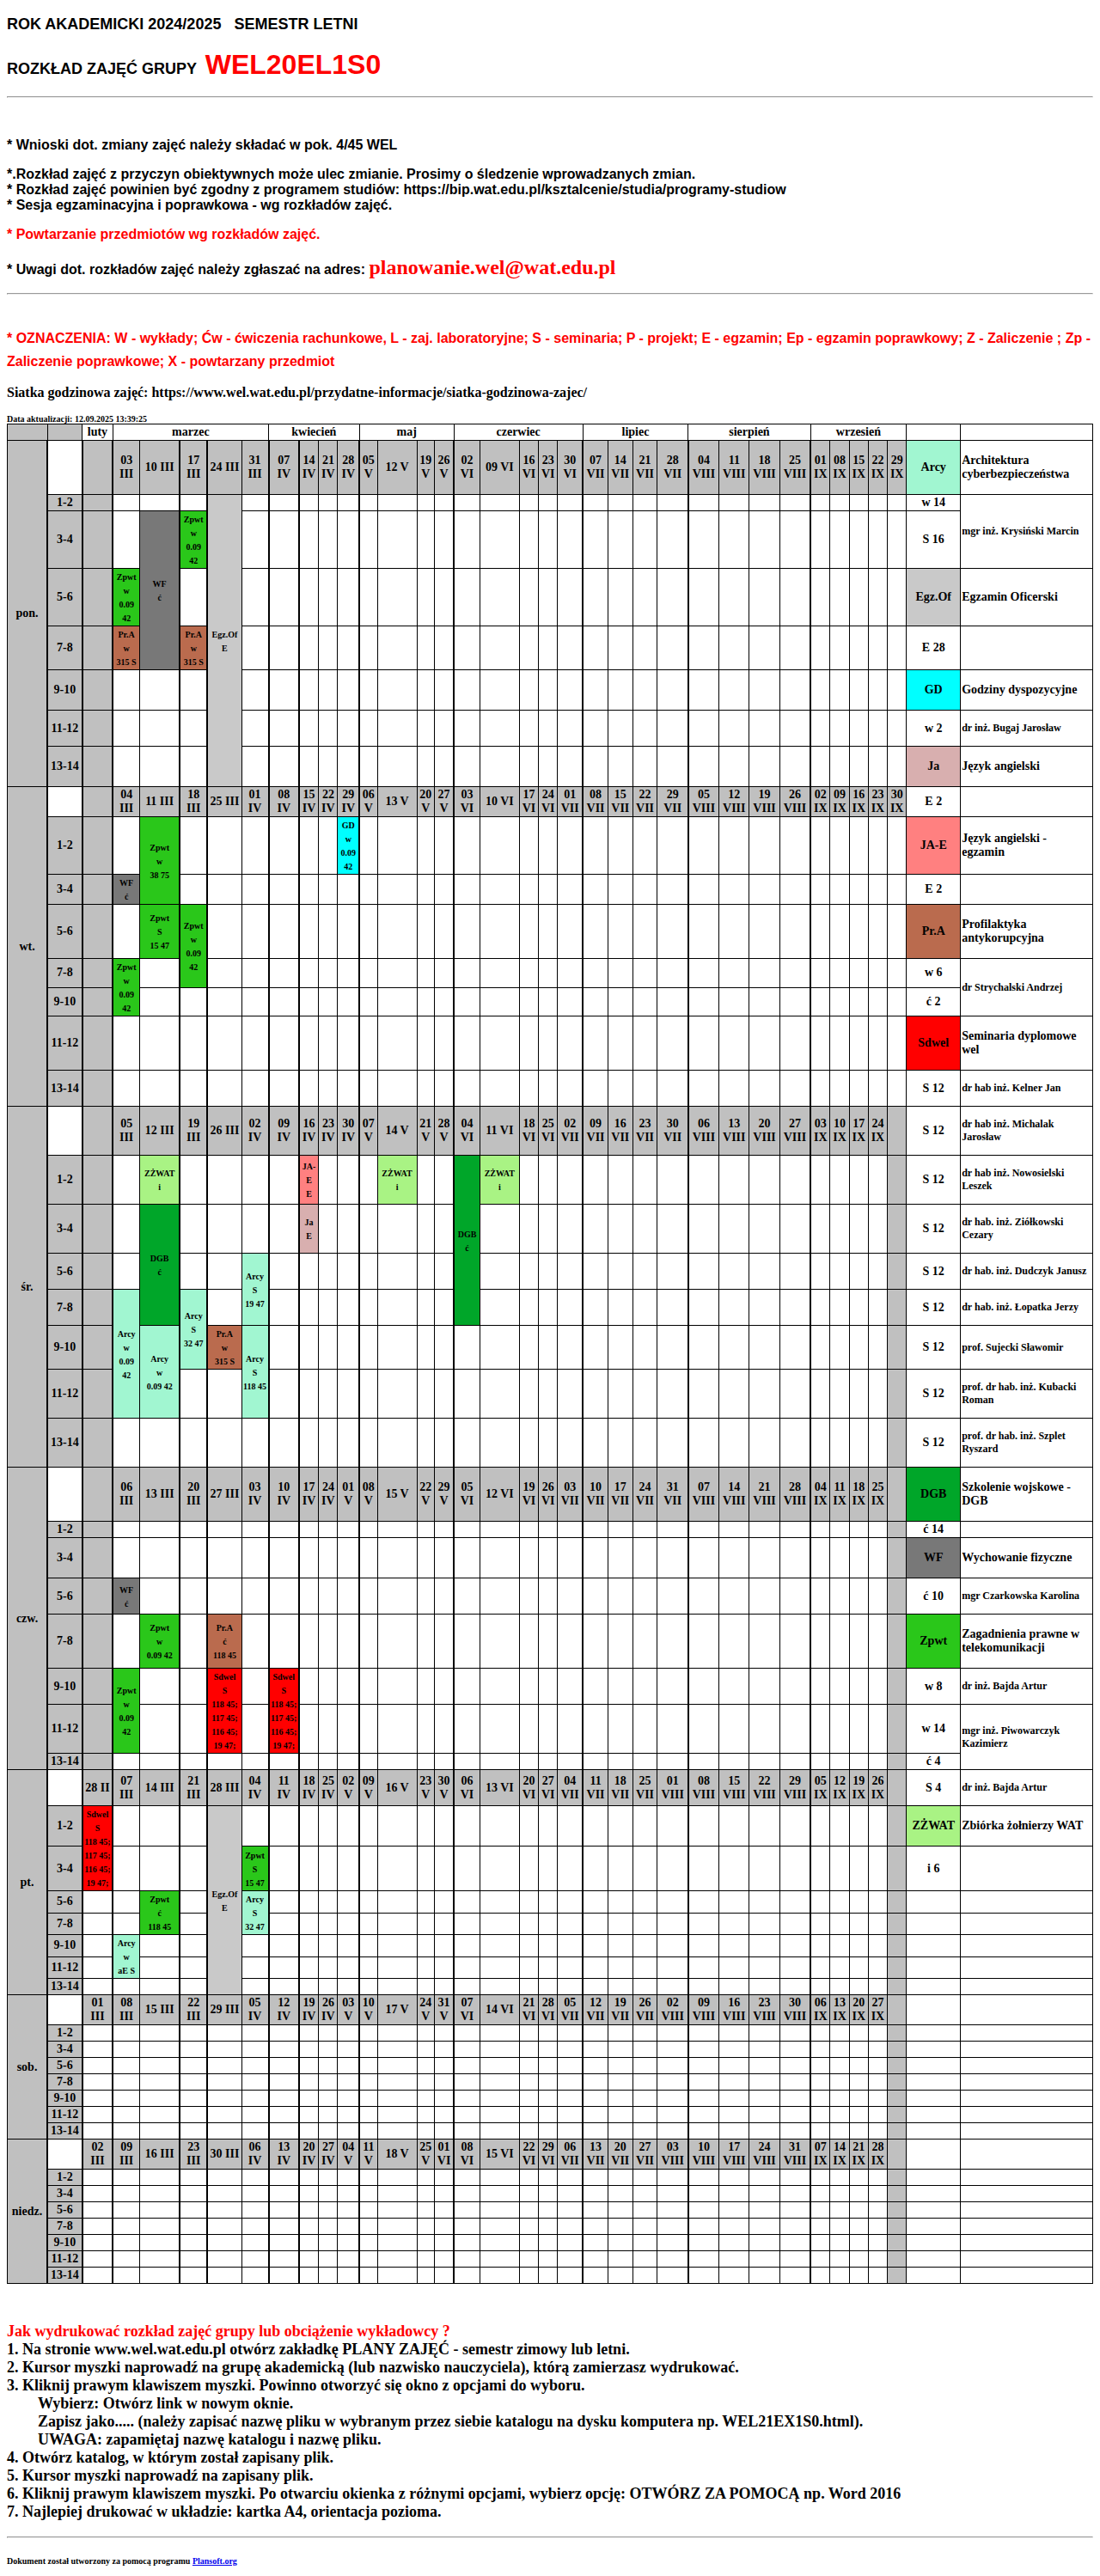 ROK AKADEMICKI 2024/2025 SEMESTR LETNI
ROZKŁAD ZAJĘĆ GRUPY WEL20EL1S0
* Wnioski dot. zmiany zajęć należy składać w pok. 4/45 WEL
*.Rozkład zajęć z przyczyn obiektywnych może ulec zmianie. Prosimy o śledzenie wprowadzanych zmian.
* Rozkład zajęć powinien być zgodny z programem studiów: https://bip.wat.edu.pl/ksztalcenie/studia/programy-studiow
* Sesja egzaminacyjna i poprawkowa - wg rozkładów zajęć.
* Powtarzanie przedmiotów wg rozkładów zajęć.
* Uwagi dot. rozkładów zajęć należy zgłaszać na adres: planowanie.wel@wat.edu.pl
* OZNACZENIA: W - wykłady; Ćw - ćwiczenia rachunkowe, L - zaj. laboratoryjne; S - seminaria; P - projekt; E - egzamin; Ep - egzamin poprawkowy; Z - Zaliczenie ; Zp -
Zaliczenie poprawkowe; X - powtarzany przedmiot
Siatka godzinowa zajęć: https://www.wel.wat.edu.pl/przydatne-informacje/siatka-godzinowa-zajec/
Data aktualizacji: 12.09.2025 13:39:25
luty marzec kwiecień maj czerwiec lipiec sierpień wrzesień
pon. 03 III 10 III 17 III 24 III 31 III 07 IV 14 IV 21 IV 28 IV 05 V 12 V 19 V 26 V 02 VI 09 VI 16 VI 23 VI 30 VI 07 VII 14 VII 21 VII 28 VII 04 VIII 11 VIII 18 VIII 25 VIII 01 IX 08 IX 15 IX 22 IX 29 IX Arcy Architektura cyberbezpieczeństwa
1-2 w 14 mgr inż. Krysiński Marcin
3-4 WF ć Zpwt w 0.09 42 S 16
5-6 Zpwt w 0.09 42 Egz.Of Egzamin Oficerski
7-8 Pr.A w 315 S Pr.A w 315 S Egz.Of E E 28
9-10 GD Godziny dyspozycyjne
11-12 w 2 dr inż. Bugaj Jarosław
13-14 Ja Język angielski
wt. 04 III 11 III 18 III 25 III 01 IV 08 IV 15 IV 22 IV 29 IV 06 V 13 V 20 V 27 V 03 VI 10 VI 17 VI 24 VI 01 VII 08 VII 15 VII 22 VII 29 VII 05 VIII 12 VIII 19 VIII 26 VIII 02 IX 09 IX 16 IX 23 IX 30 IX E 2
1-2 Zpwt w 38 75 GD w 0.09 42 JA-E Język angielski - egzamin
3-4 WF ć E 2
5-6 Zpwt S 15 47 Zpwt w 0.09 42 Pr.A Profilaktyka antykorupcyjna
7-8 Zpwt w 0.09 42 w 6 dr Strychalski Andrzej
9-10 ć 2
11-12 Sdwel Seminaria dyplomowe wel
13-14 S 12 dr hab inż. Kelner Jan
śr. 05 III 12 III 19 III 26 III 02 IV 09 IV 16 IV 23 IV 30 IV 07 V 14 V 21 V 28 V 04 VI 11 VI 18 VI 25 VI 02 VII 09 VII 16 VII 23 VII 30 VII 06 VIII 13 VIII 20 VIII 27 VIII 03 IX 10 IX 17 IX 24 IX S 12 dr hab inż. Michalak Jarosław
1-2 ZŻWAT i JA-E E ZŻWAT i DGB ć ZŻWAT i S 12 dr hab inż. Nowosielski Leszek
3-4 DGB ć Ja E S 12 dr hab. inż. Ziółkowski Cezary
5-6 Arcy S 19 47 S 12 dr hab. inż. Dudczyk Janusz
7-8 Arcy w 0.09 42 Arcy S 32 47 S 12 dr hab. inż. Łopatka Jerzy
9-10 Arcy w 0.09 42 Pr.A w 315 S Arcy S 118 45 S 12 prof. Sujecki Sławomir
11-12 S 12 prof. dr hab. inż. Kubacki Roman
13-14 S 12 prof. dr hab. inż. Szplet Ryszard
czw. 06 III 13 III 20 III 27 III 03 IV 10 IV 17 IV 24 IV 01 V 08 V 15 V 22 V 29 V 05 VI 12 VI 19 VI 26 VI 03 VII 10 VII 17 VII 24 VII 31 VII 07 VIII 14 VIII 21 VIII 28 VIII 04 IX 11 IX 18 IX 25 IX DGB Szkolenie wojskowe - DGB
1-2 ć 14
3-4 WF Wychowanie fizyczne
5-6 WF ć ć 10 mgr Czarkowska Karolina
7-8 Zpwt w 0.09 42 Pr.A ć 118 45 Zpwt Zagadnienia prawne w telekomunikacji
9-10 Zpwt w 0.09 42 Sdwel S 118 45; 117 45; 116 45; 19 47; Sdwel S 118 45; 117 45; 116 45; 19 47; w 8 dr inż. Bajda Artur
11-12 w 14 mgr inż. Piwowarczyk Kazimierz
13-14 ć 4
pt. 28 II 07 III 14 III 21 III 28 III 04 IV 11 IV 18 IV 25 IV 02 V 09 V 16 V 23 V 30 V 06 VI 13 VI 20 VI 27 VI 04 VII 11 VII 18 VII 25 VII 01 VIII 08 VIII 15 VIII 22 VIII 29 VIII 05 IX 12 IX 19 IX 26 IX S 4 dr inż. Bajda Artur
1-2 Sdwel S 118 45; 117 45; 116 45; 19 47; Egz.Of E ZŻWAT Zbiórka żołnierzy WAT
3-4 Zpwt S 15 47 i 6
5-6 Zpwt ć 118 45 Arcy S 32 47
7-8
9-10 Arcy w aE S
11-12
13-14
sob. 01 III 08 III 15 III 22 III 29 III 05 IV 12 IV 19 IV 26 IV 03 V 10 V 17 V 24 V 31 V 07 VI 14 VI 21 VI 28 VI 05 VII 12 VII 19 VII 26 VII 02 VIII 09 VIII 16 VIII 23 VIII 30 VIII 06 IX 13 IX 20 IX 27 IX
1-2
3-4
5-6
7-8
9-10
11-12
13-14
niedz. 02 III 09 III 16 III 23 III 30 III 06 IV 13 IV 20 IV 27 IV 04 V 11 V 18 V 25 V 01 VI 08 VI 15 VI 22 VI 29 VI 06 VII 13 VII 20 VII 27 VII 03 VIII 10 VIII 17 VIII 24 VIII 31 VIII 07 IX 14 IX 21 IX 28 IX
1-2
3-4
5-6
7-8
9-10
11-12
13-14
Jak wydrukować rozkład zajęć grupy lub obciążenie wykładowcy ?
1. Na stronie www.wel.wat.edu.pl otwórz zakładkę PLANY ZAJĘĆ - semestr zimowy lub letni.
2. Kursor myszki naprowadź na grupę akademicką (lub nazwisko nauczyciela), którą zamierzasz wydrukować.
3. Kliknij prawym klawiszem myszki. Powinno otworzyć się okno z opcjami do wyboru.
Wybierz: Otwórz link w nowym oknie.
Zapisz jako..... (należy zapisać nazwę pliku w wybranym przez siebie katalogu na dysku komputera np. WEL21EX1S0.html).
UWAGA: zapamiętaj nazwę katalogu i nazwę pliku.
4. Otwórz katalog, w którym został zapisany plik.
5. Kursor myszki naprowadź na zapisany plik.
6. Kliknij prawym klawiszem myszki. Po otwarciu okienka z różnymi opcjami, wybierz opcję: OTWÓRZ ZA POMOCĄ np. Word 2016
7. Najlepiej drukować w układzie: kartka A4, orientacja pozioma.
Dokument został utworzony za pomocą programu Plansoft.org